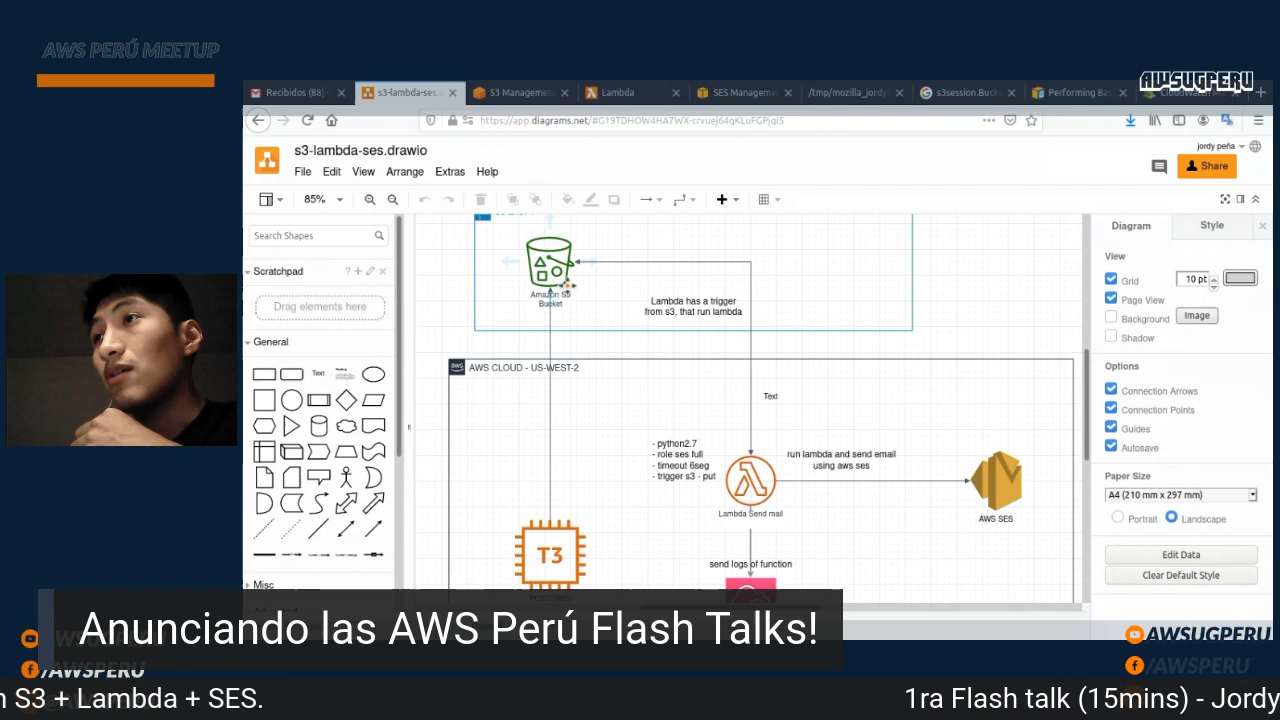 AWS PERÚ MEETUP
AWSUGPERU
Recibidos (88)
s3-lambda-ses.
S3 Managemen
Lambda
SES Manageme
/tmp/mozilla_jordy
s3session.Buck
Performing Ba
https://app.diagrams.net/#G19TDHOW4HA7WX-crvuej64qKLuFGPjqIS
s3-lambda-ses.drawio
jordy peña
File Edit View Arrange Extras Help
Share
85%
Search Shapes
Scratchpad
Drag elements here
General
Text
Heading
Misc
Amazon S3
Bucket
Lambda has a trigger
from s3, that run lambda
AWS CLOUD - US-WEST-2
aws
Text
- python2.7
- role ses full
- timeout 6seg
- trigger s3 - put
run lambda and send email
using aws ses
Lambda Send mail
AWS SES
T3
send logs of function
Diagram
Style
View
Grid
10 pt
Page View
Background
Image
Shadow
Options
Connection Arrows
Connection Points
Guides
Autosave
Paper Size
A4 (210 mm x 297 mm)
Portrait
Landscape
Edit Data
Clear Default Style
Anunciando las AWS Perú Flash Talks!
/AWSPERU
AWSUGPERU
/AWSPERU
n S3 + Lambda + SES.
1ra Flash talk (15mins) - Jordy